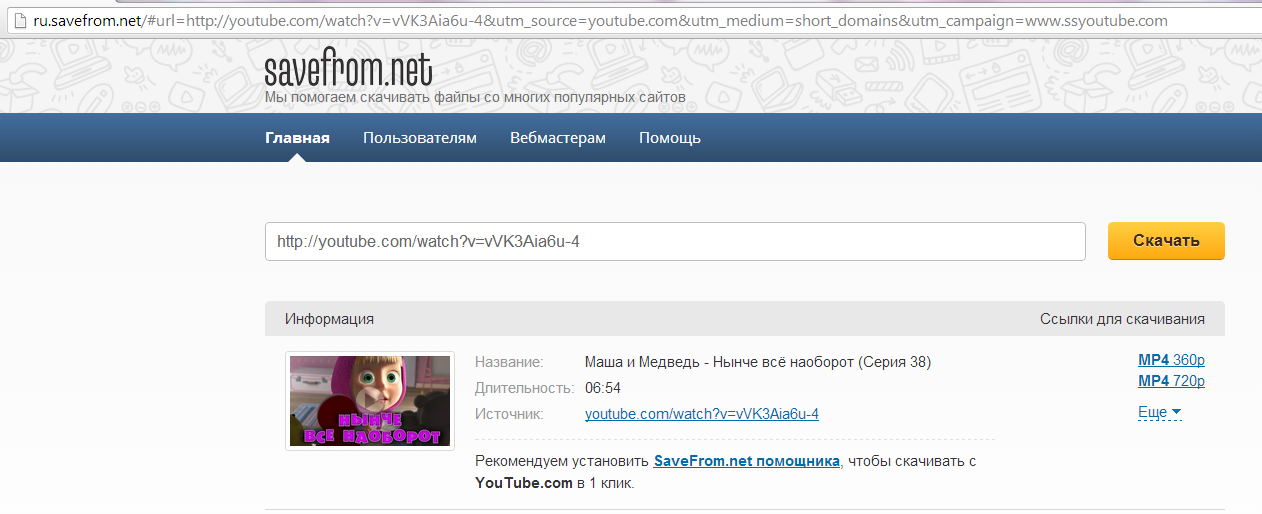 ru.savefrom.net/#url=http://youtube.com/watch?v=vVK3Aia6u-4&utm_source=youtube.com&utm_medium=short_domains&utm_campaign=www.ssyoutube.com
savefrom.net
Мы помогаем скачивать файлы со многих популярных сайтов
Главная Пользователям Вебмастерам Помощь
http://youtube.com/watch?v=vVK3Aia6u-4 Скачать
Информация Ссылки для скачивания
НЫНЧЕ
ВСЁ НАОБОРОТ
Название: Маша и Медведь - Нынче всё наоборот (Серия 38)
Длительность: 06:54
Источник: youtube.com/watch?v=vVK3Aia6u-4
MP4 360p
MP4 720p
Еще
Рекомендуем установить SaveFrom.net помощника, чтобы скачивать с
YouTube.com в 1 клик.